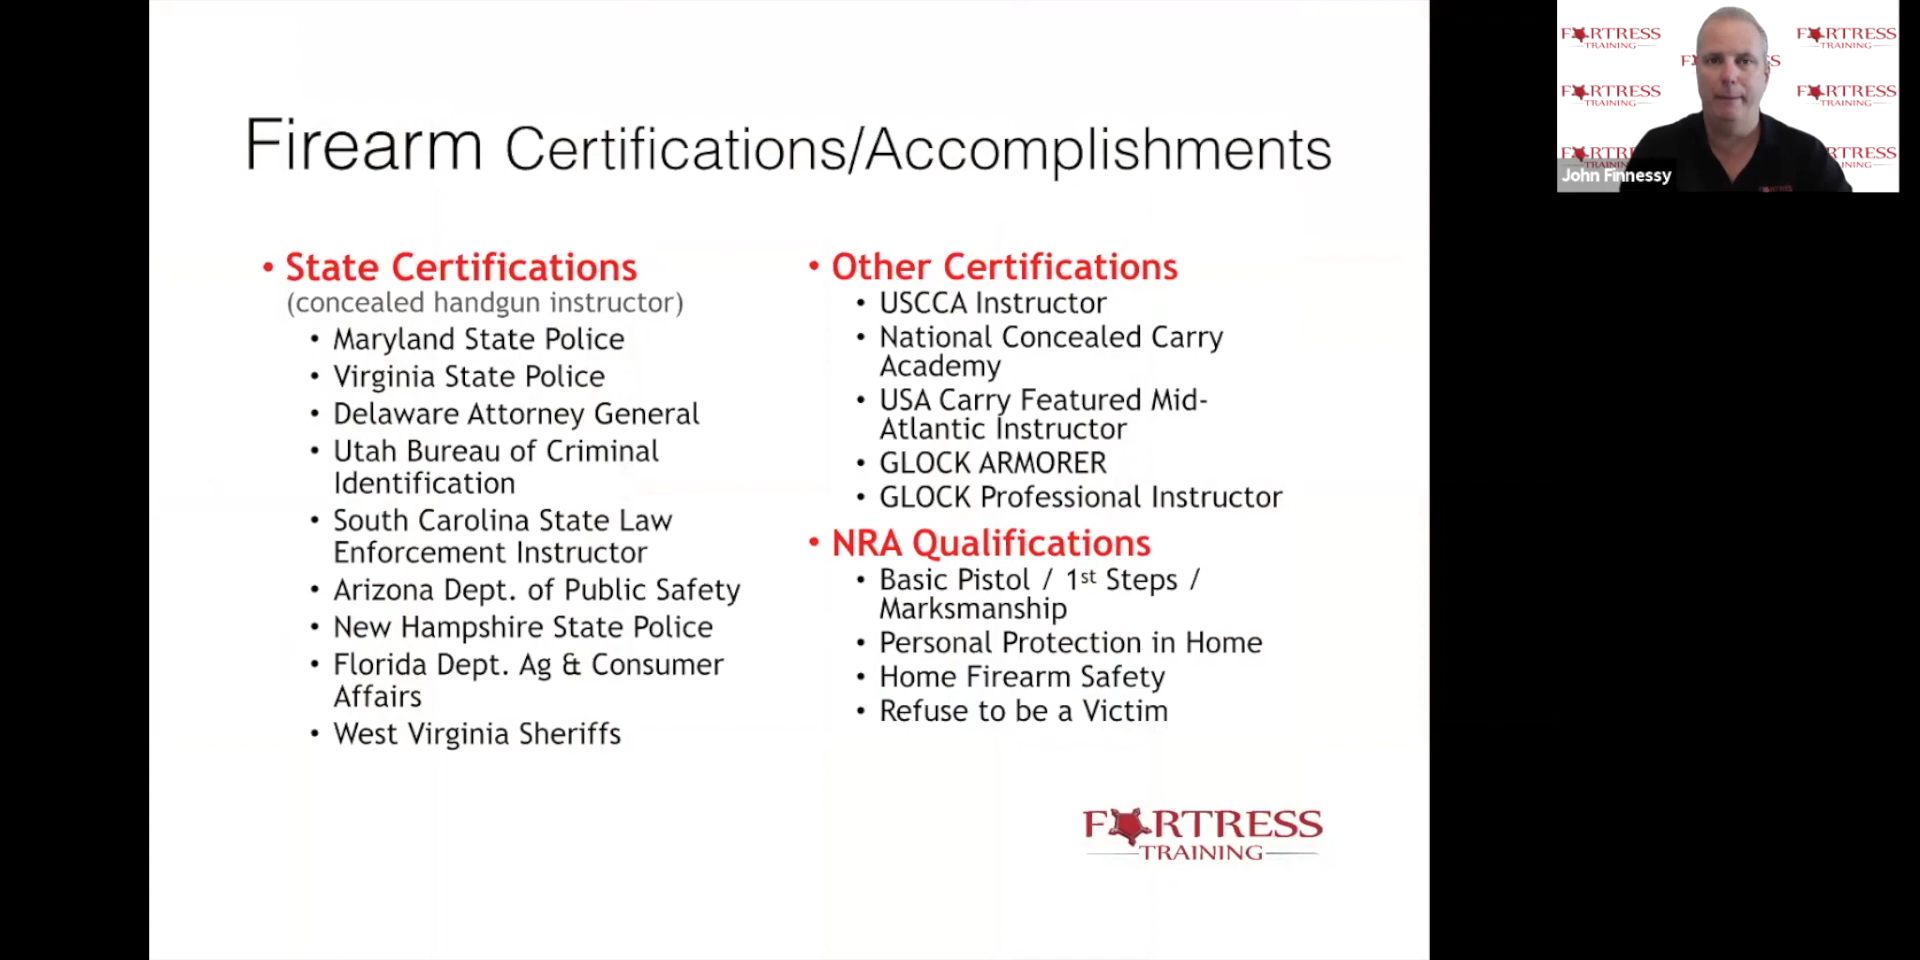 Firearm Certifications/Accomplishments
• State Certifications
(concealed handgun instructor)
• Maryland State Police
• Virginia State Police
• Delaware Attorney General
• Utah Bureau of Criminal
Identification
• South Carolina State Law
Enforcement Instructor
• Arizona Dept. of Public Safety
• New Hampshire State Police
• Florida Dept. Ag & Consumer
Affairs
• West Virginia Sheriffs
• Other Certifications
• USCCA Instructor
• National Concealed Carry
Academy
• USA Carry Featured Mid-
Atlantic Instructor
• GLOCK ARMORER
• GLOCK Professional Instructor
• NRA Qualifications
• Basic Pistol / 1st Steps /
Marksmanship
• Personal Protection in Home
• Home Firearm Safety
• Refuse to be a Victim
FORTRESS
TRAINING
FORTRESS
TRAINING
FORTRESS
TRAINING
FORTRESS
TRAINING
FORTRESS
TRAINING
John Finnessy